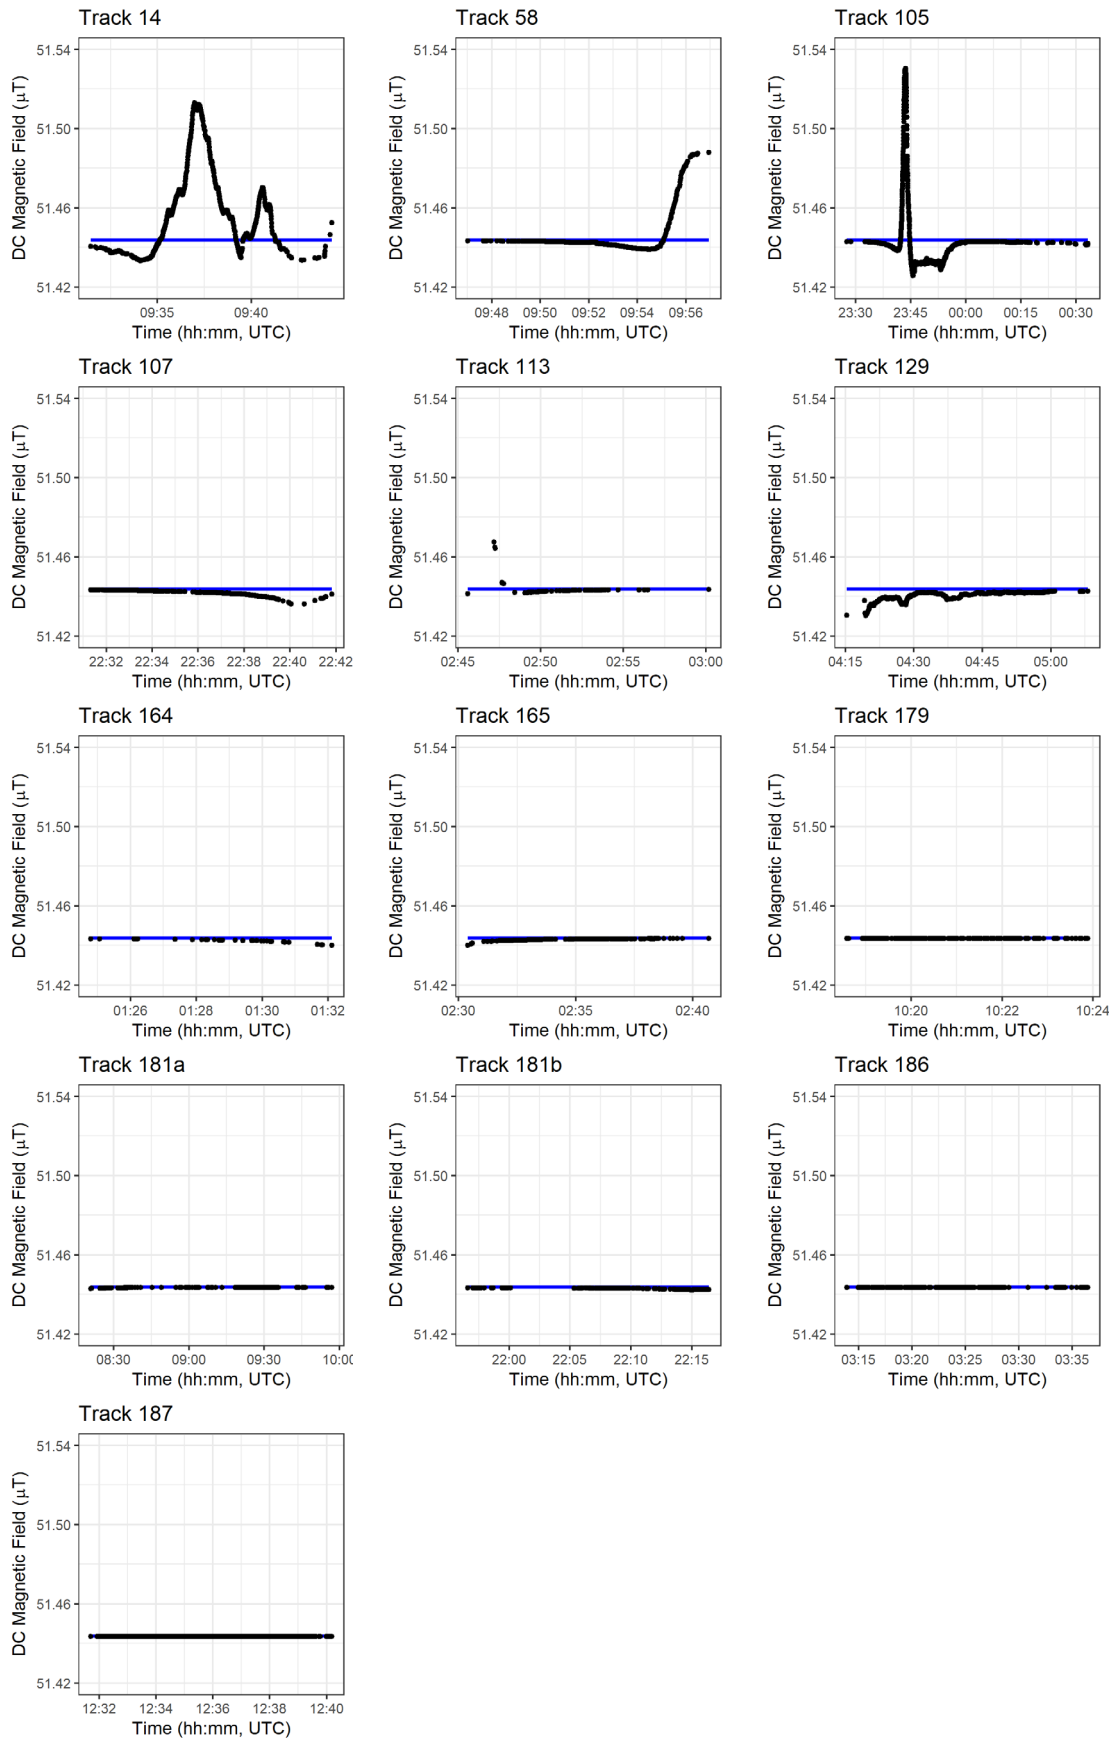 Track 14
Track 58
Track 105
DC Magnetic Field (μT)
51.54
51.50
51.46
51.42
09:35
09:40
Time (hh:mm, UTC)
DC Magnetic Field (μT)
51.54
51.50
51.46
51.42
09:48
09:50
09:52
09:54
09:56
Time (hh:mm, UTC)
DC Magnetic Field (μT)
51.54
51.50
51.46
51.42
23:30
23:45
00:00
00:15
00:30
Time (hh:mm, UTC)
Track 107
Track 113
Track 129
DC Magnetic Field (μT)
51.54
51.50
51.46
51.42
22:32
22:34
22:36
22:38
22:40
22:42
Time (hh:mm, UTC)
DC Magnetic Field (μT)
51.54
51.50
51.46
51.42
02:45
02:50
02:55
03:00
Time (hh:mm, UTC)
DC Magnetic Field (μT)
51.54
51.50
51.46
51.42
04:15
04:30
04:45
05:00
Time (hh:mm, UTC)
Track 164
Track 165
Track 179
DC Magnetic Field (μT)
51.54
51.50
51.46
51.42
01:26
01:28
01:30
01:32
Time (hh:mm, UTC)
DC Magnetic Field (μT)
51.54
51.50
51.46
51.42
02:30
02:35
02:40
Time (hh:mm, UTC)
DC Magnetic Field (μT)
51.54
51.50
51.46
51.42
10:20
10:22
10:24
Time (hh:mm, UTC)
Track 181a
Track 181b
Track 186
DC Magnetic Field (μT)
51.54
51.50
51.46
51.42
08:30
09:00
09:30
10:00
Time (hh:mm, UTC)
DC Magnetic Field (μT)
51.54
51.50
51.46
51.42
22:00
22:05
22:10
22:15
Time (hh:mm, UTC)
DC Magnetic Field (μT)
51.54
51.50
51.46
51.42
03:15
03:20
03:25
03:30
03:35
Time (hh:mm, UTC)
Track 187
DC Magnetic Field (μT)
51.54
51.50
51.46
51.42
12:32
12:34
12:36
12:38
12:40
Time (hh:mm, UTC)